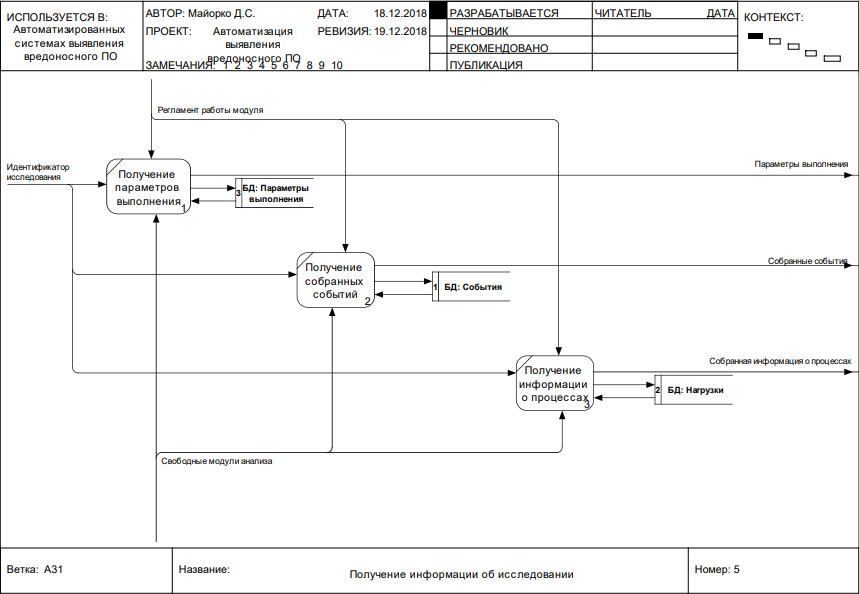 ИСПОЛЬЗУЕТСЯ В:
Автоматизированных
системах выявления
вредоносного ПО
АВТОР: Майорко Д.С.
ДАТА: 18.12.2018
ПРОЕКТ: Автоматизация
выявления
вредоносного ПО
РЕВИЗИЯ: 19.12.2018
ЗАМЕЧАНИЯ: 1 2 3 4 5 6 7 8 9 10
РАЗРАБАТЫВАЕТСЯ
ЧЕРНОВИК
РЕКОМЕНДОВАНО
ПУБЛИКАЦИЯ
ЧИТАТЕЛЬ ДАТА
КОНТЕКСТ:
Регламент работы модуля
Идентификатор
исследования
Получение
параметров
выполнения
1
3 БД: Параметры
выполнения
Параметры выполнения
Получение
собранных
событий
2
1 БД: События
Собранные события
Получение
информации
о процессах
3
2 БД: Нагрузки
Собранная информация о процессах
Свободные модули анализа
Ветка: А31
Название: Получение информации об исследовании
Номер: 5